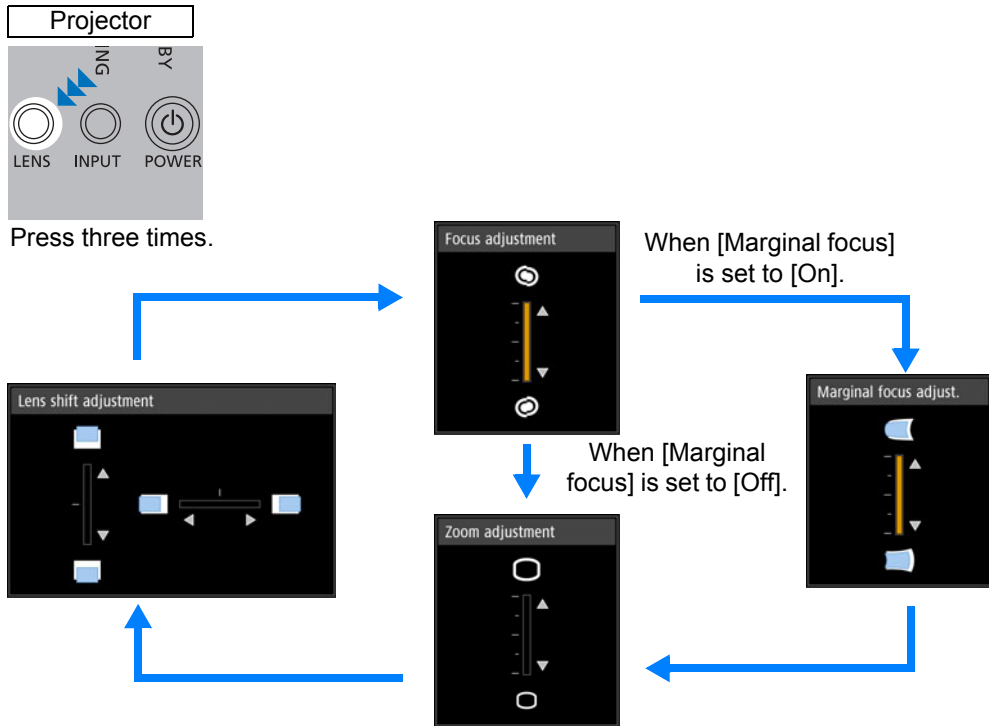 Projector
ING
BY
LENS INPUT POWER
Press three times.
Focus adjustment
When [Marginal focus]
is set to [On].
Marginal focus adjust.
Lens shift adjustment
When [Marginal
focus] is set to [Off].
Zoom adjustment